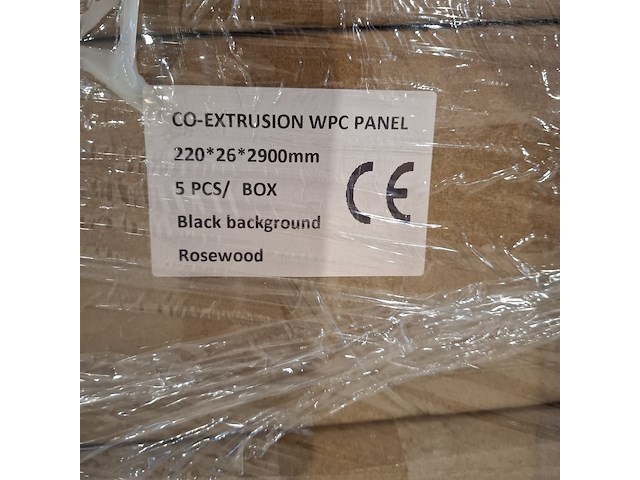 CO-EXTRUSION WPC PANEL
220*26*2900mm
5 PCS/ BOX
CE
Black background
Rosewood